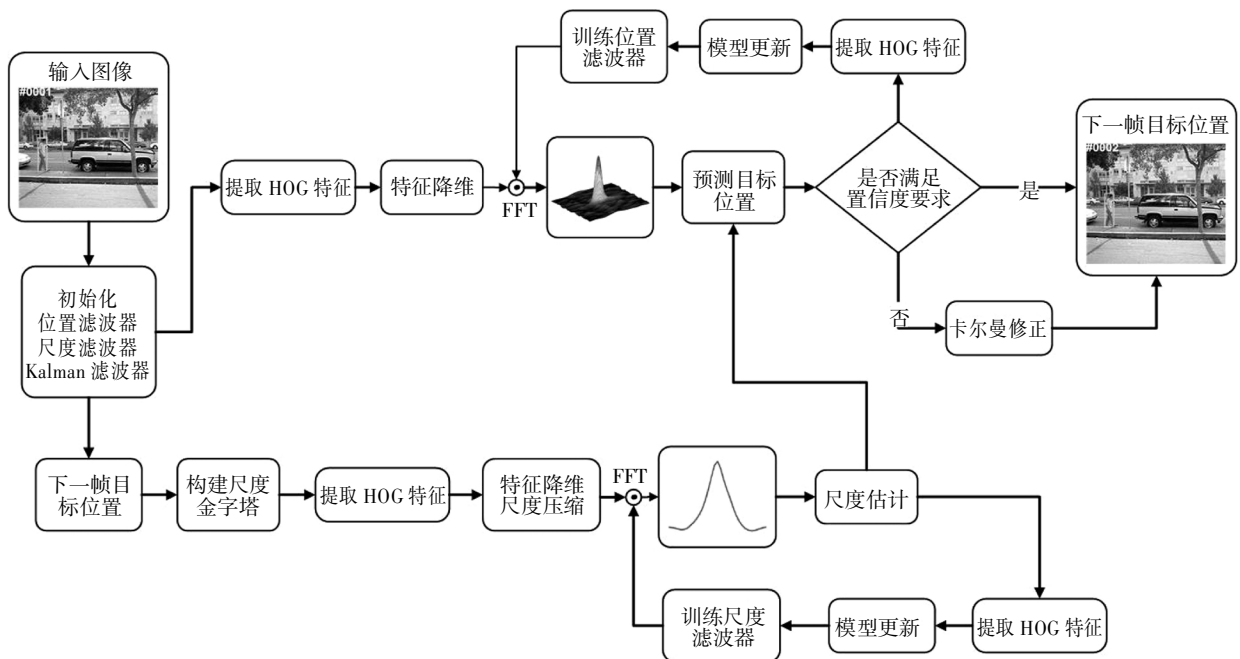 输入图像
#0001
初始化
位置滤波器
尺度滤波器
Kalman 滤波器
提取 HOG 特征
特征降维
FFT
训练位置
滤波器
模型更新
提取 HOG 特征
预测目标
位置
是否满足
置信度要求
是
否
卡尔曼修正
下一帧目标位置
#0002
下一帧目
标位置
构建尺度
金字塔
提取 HOG 特征
特征降维
尺度压缩
FFT
尺度估计
训练尺度
滤波器
模型更新
提取 HOG 特征